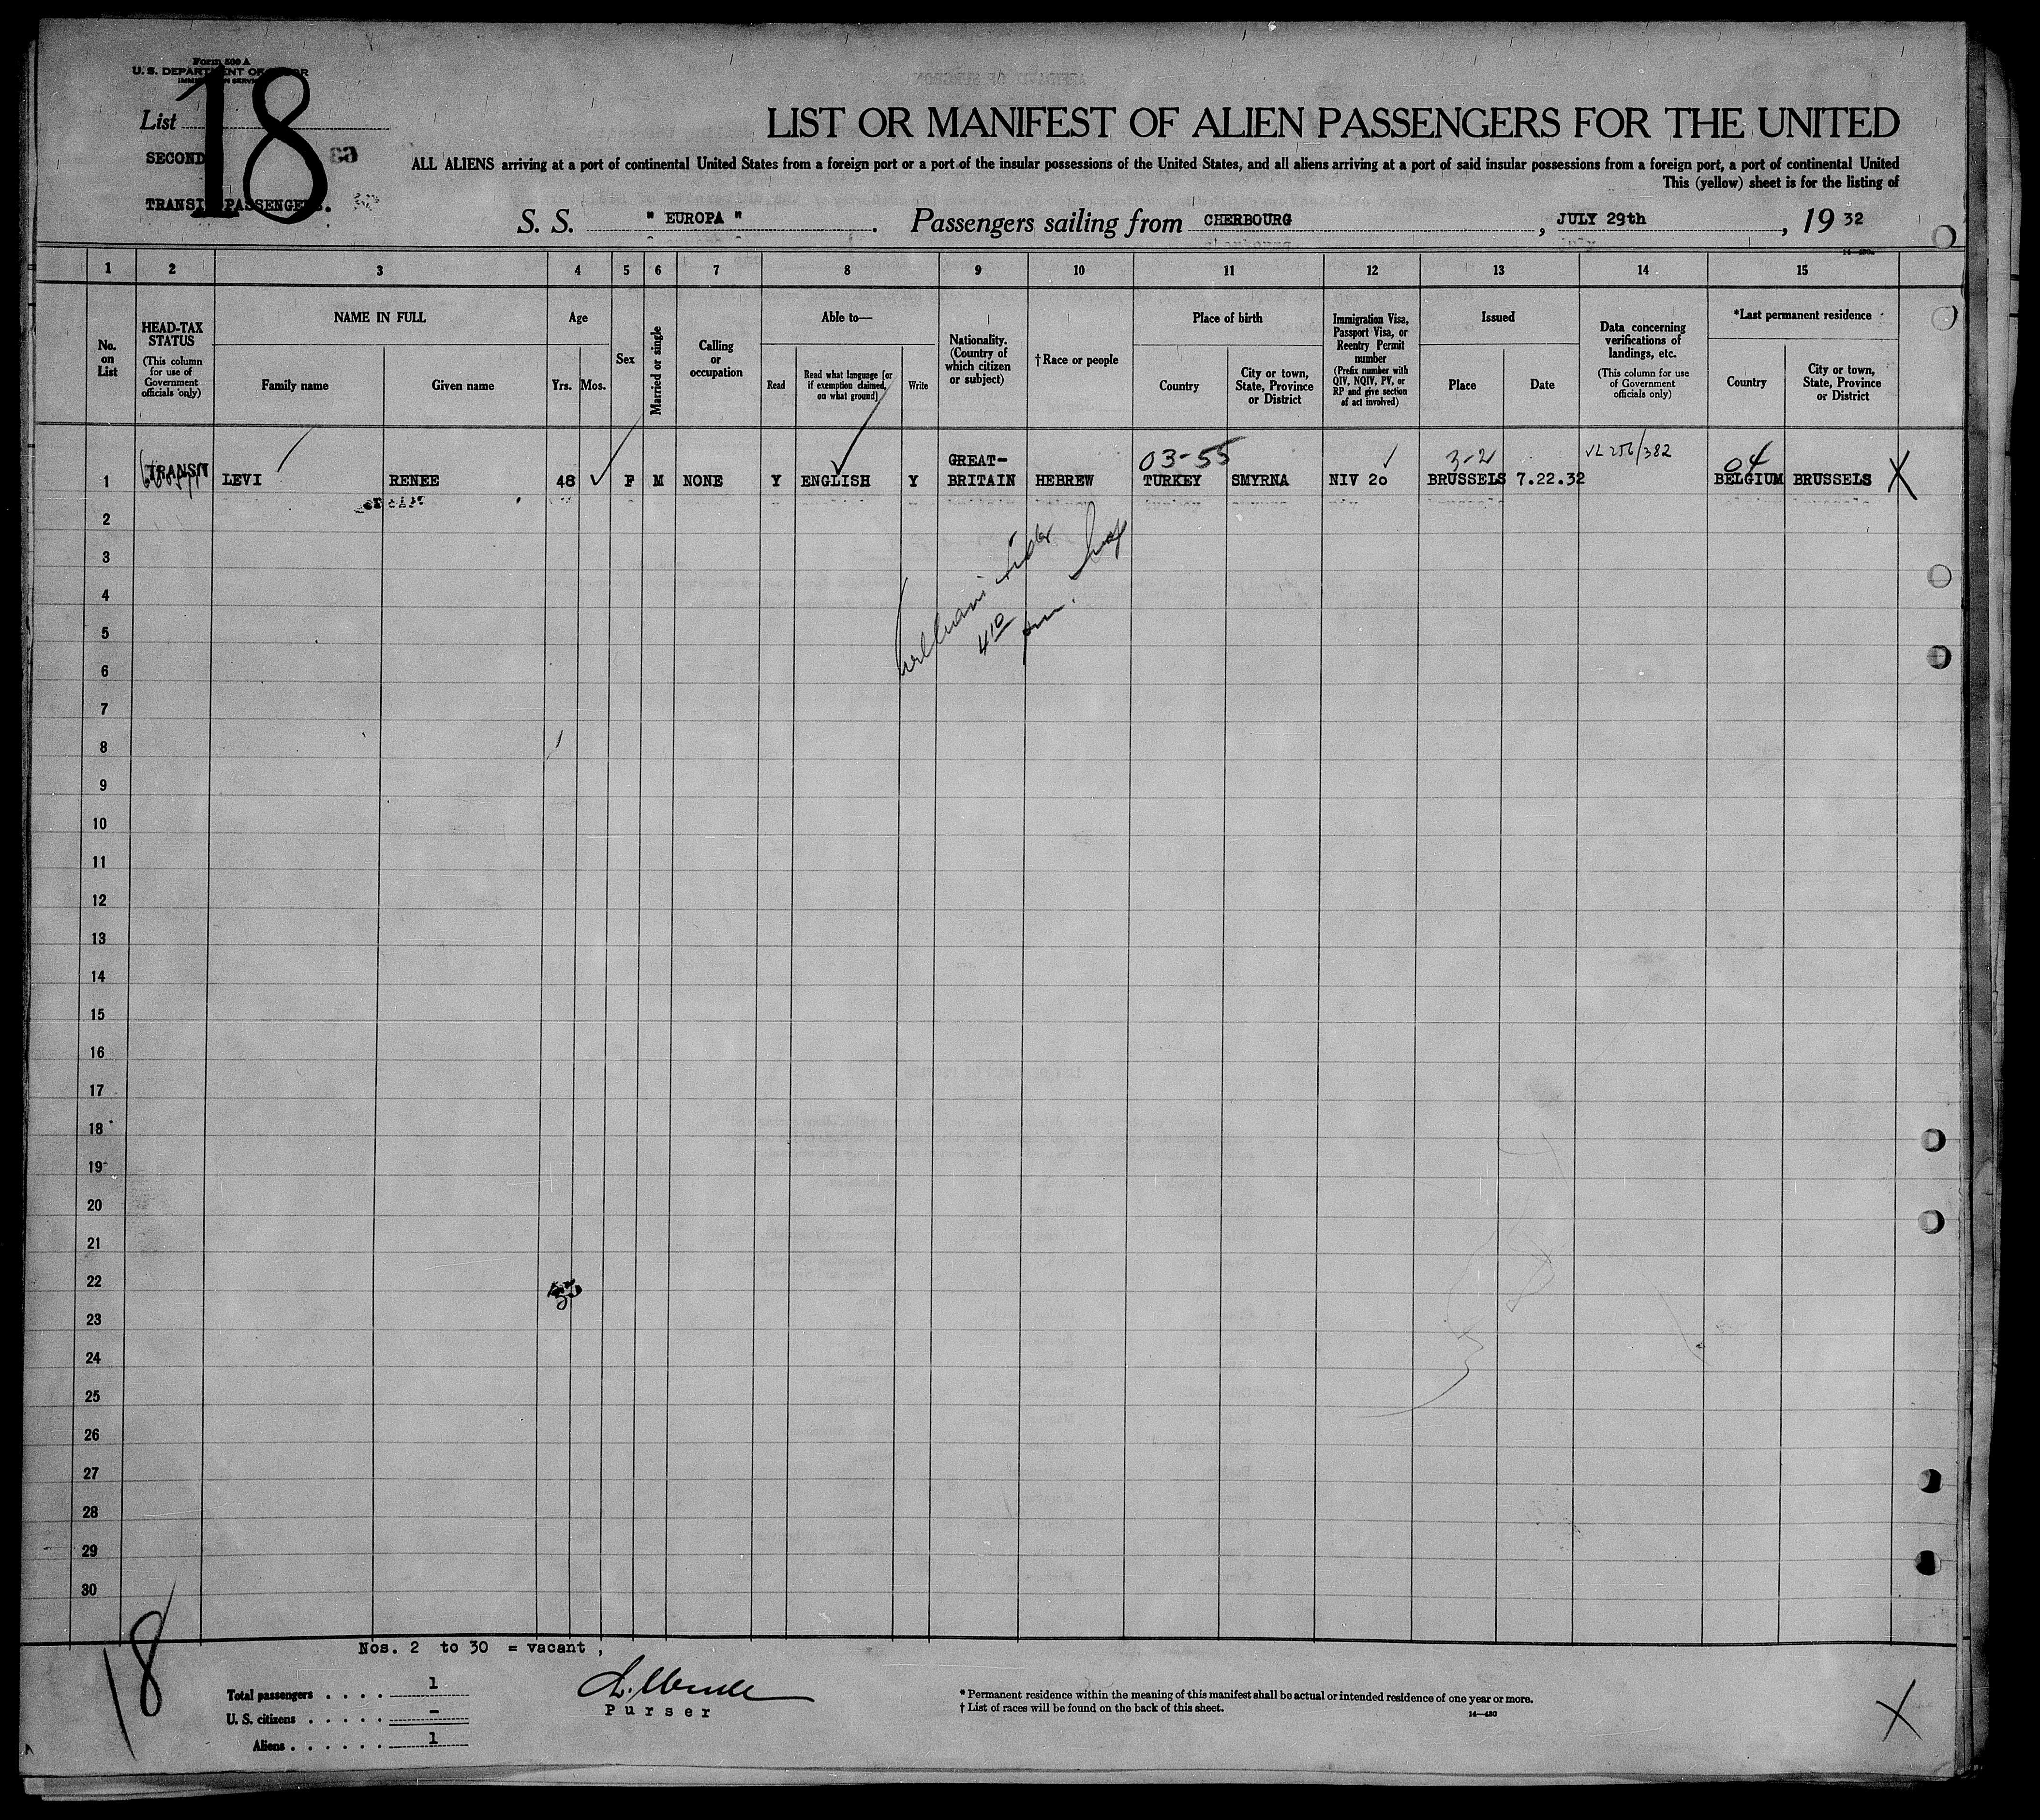 Form 500 A
U. S. DEPARTMENT OF LABOR
IMMIGRATION SERVICE
List 18
SECOND
TRANSIT PASSENGERS.
LIST OR MANIFEST OF ALIEN PASSENGERS FOR THE UNITED
ALL ALIENS arriving at a port of continental United States from a foreign port or a port of the insular possessions of the United States, and all aliens arriving at a port of said insular possessions from a foreign port, a port of continental United
This (yellow) sheet is for the listing of
S. S. " EUROPA ". Passengers sailing from CHERBOURG, JULY 29th, 19 32
1 2 3 4 5 6 7 8 9 10 11 12 13 14 15
No. on List
HEAD-TAX STATUS (This column for use of Government officials only)
NAME IN FULL
Family name
Given name
Age
Yrs.
Mos.
Sex
Married or single
Calling or occupation
Able to—
Read
Read what language [or if exemption claimed, on what ground]
Write
Nationality. (Country of which citizen or subject)
†Race or people
Place of birth
Country
City or town, State, Province or District
Immigration Visa, Passport Visa, or Reentry Permit number (Prefix number with QIV, NQIV, PV, or RP and give section of act involved)
Issued
Place
Date
Data concerning verifications of landings, etc. (This column for use of Government officials only)
*Last permanent residence
Country
City or town, State, Province or District
03-55 3-2 VL 256/382 04
1 TRANSIT LEVI RENEE 48 F M NONE Y ENGLISH Y GREAT-BRITAIN HEBREW TURKEY SMYRNA NIV 20 BRUSSELS 7.22.32 BELGIUM BRUSSELS X
2
3
4
5
6
7
8
9
10
11
12
13
14
15
16
17
18
19
20
21
22
23
24
25
26
27
28
29
30
18
Nos. 2 to 30 = vacant,
Total passengers . . . . 1
U. S. citizens . . . . . –
Aliens . . . . . . 1
Purser
* Permanent residence within the meaning of this manifest shall be actual or intended residence of one year or more.
† List of races will be found on the back of this sheet.
14—430
X